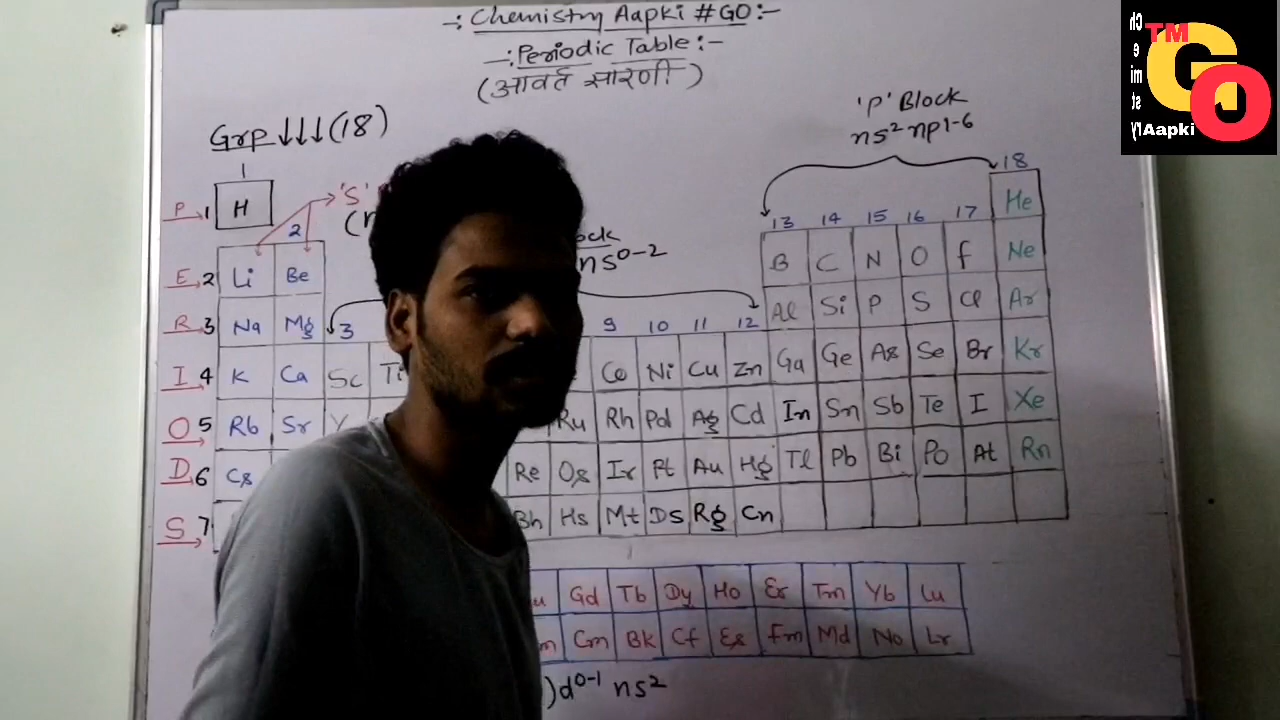 -: Chemistry Aapki #GO:-
-: Periodic Table:-
(आवर्त सारणी)
Chemistry
TM
GO
Aapki
Grp ↓↓↓(18)
'P' Block
ns² np1-6
1
18
P 1 H
'S'
He
2
ock
ns⁰⁻²
13 14 15 16 17
E 2 Li Be
B C N O f Ne
R 3 Na Mg
3
9 10 11 12
Al Si P S Cl Ar
I 4 K Ca Sc Ti
Co Ni Cu Zn Ga Ge As Se Br Kr
O 5 Rb Sr Y
Ru Rh Pd Ag Cd In Sn Sb Te I Xe
D 6 Cs
Re Os Ir Pt Au Hg Tl Pb Bi Po At Rn
S 7
Bh Hs Mt Ds Rg Cn
u Gd Tb Dy Ho Er Tm Yb Lu
m Cm Bk Cf Es fm Md No Lr
)d⁰⁻¹ ns²